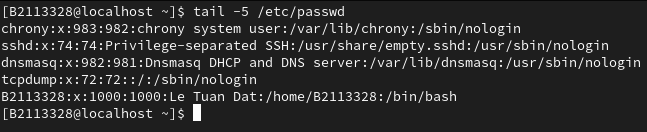 [B2113328@localhost ~]$ tail -5 /etc/passwd
chrony:x:983:982:chrony system user:/var/lib/chrony:/sbin/nologin
sshd:x:74:74:Privilege-separated SSH:/usr/share/empty.sshd:/usr/sbin/nologin
dnsmasq:x:982:981:Dnsmasq DHCP and DNS server:/var/lib/dnsmasq:/usr/sbin/nologin
tcpdump:x:72:72::/:/sbin/nologin
B2113328:x:1000:1000:Le Tuan Dat:/home/B2113328:/bin/bash
[B2113328@localhost ~]$